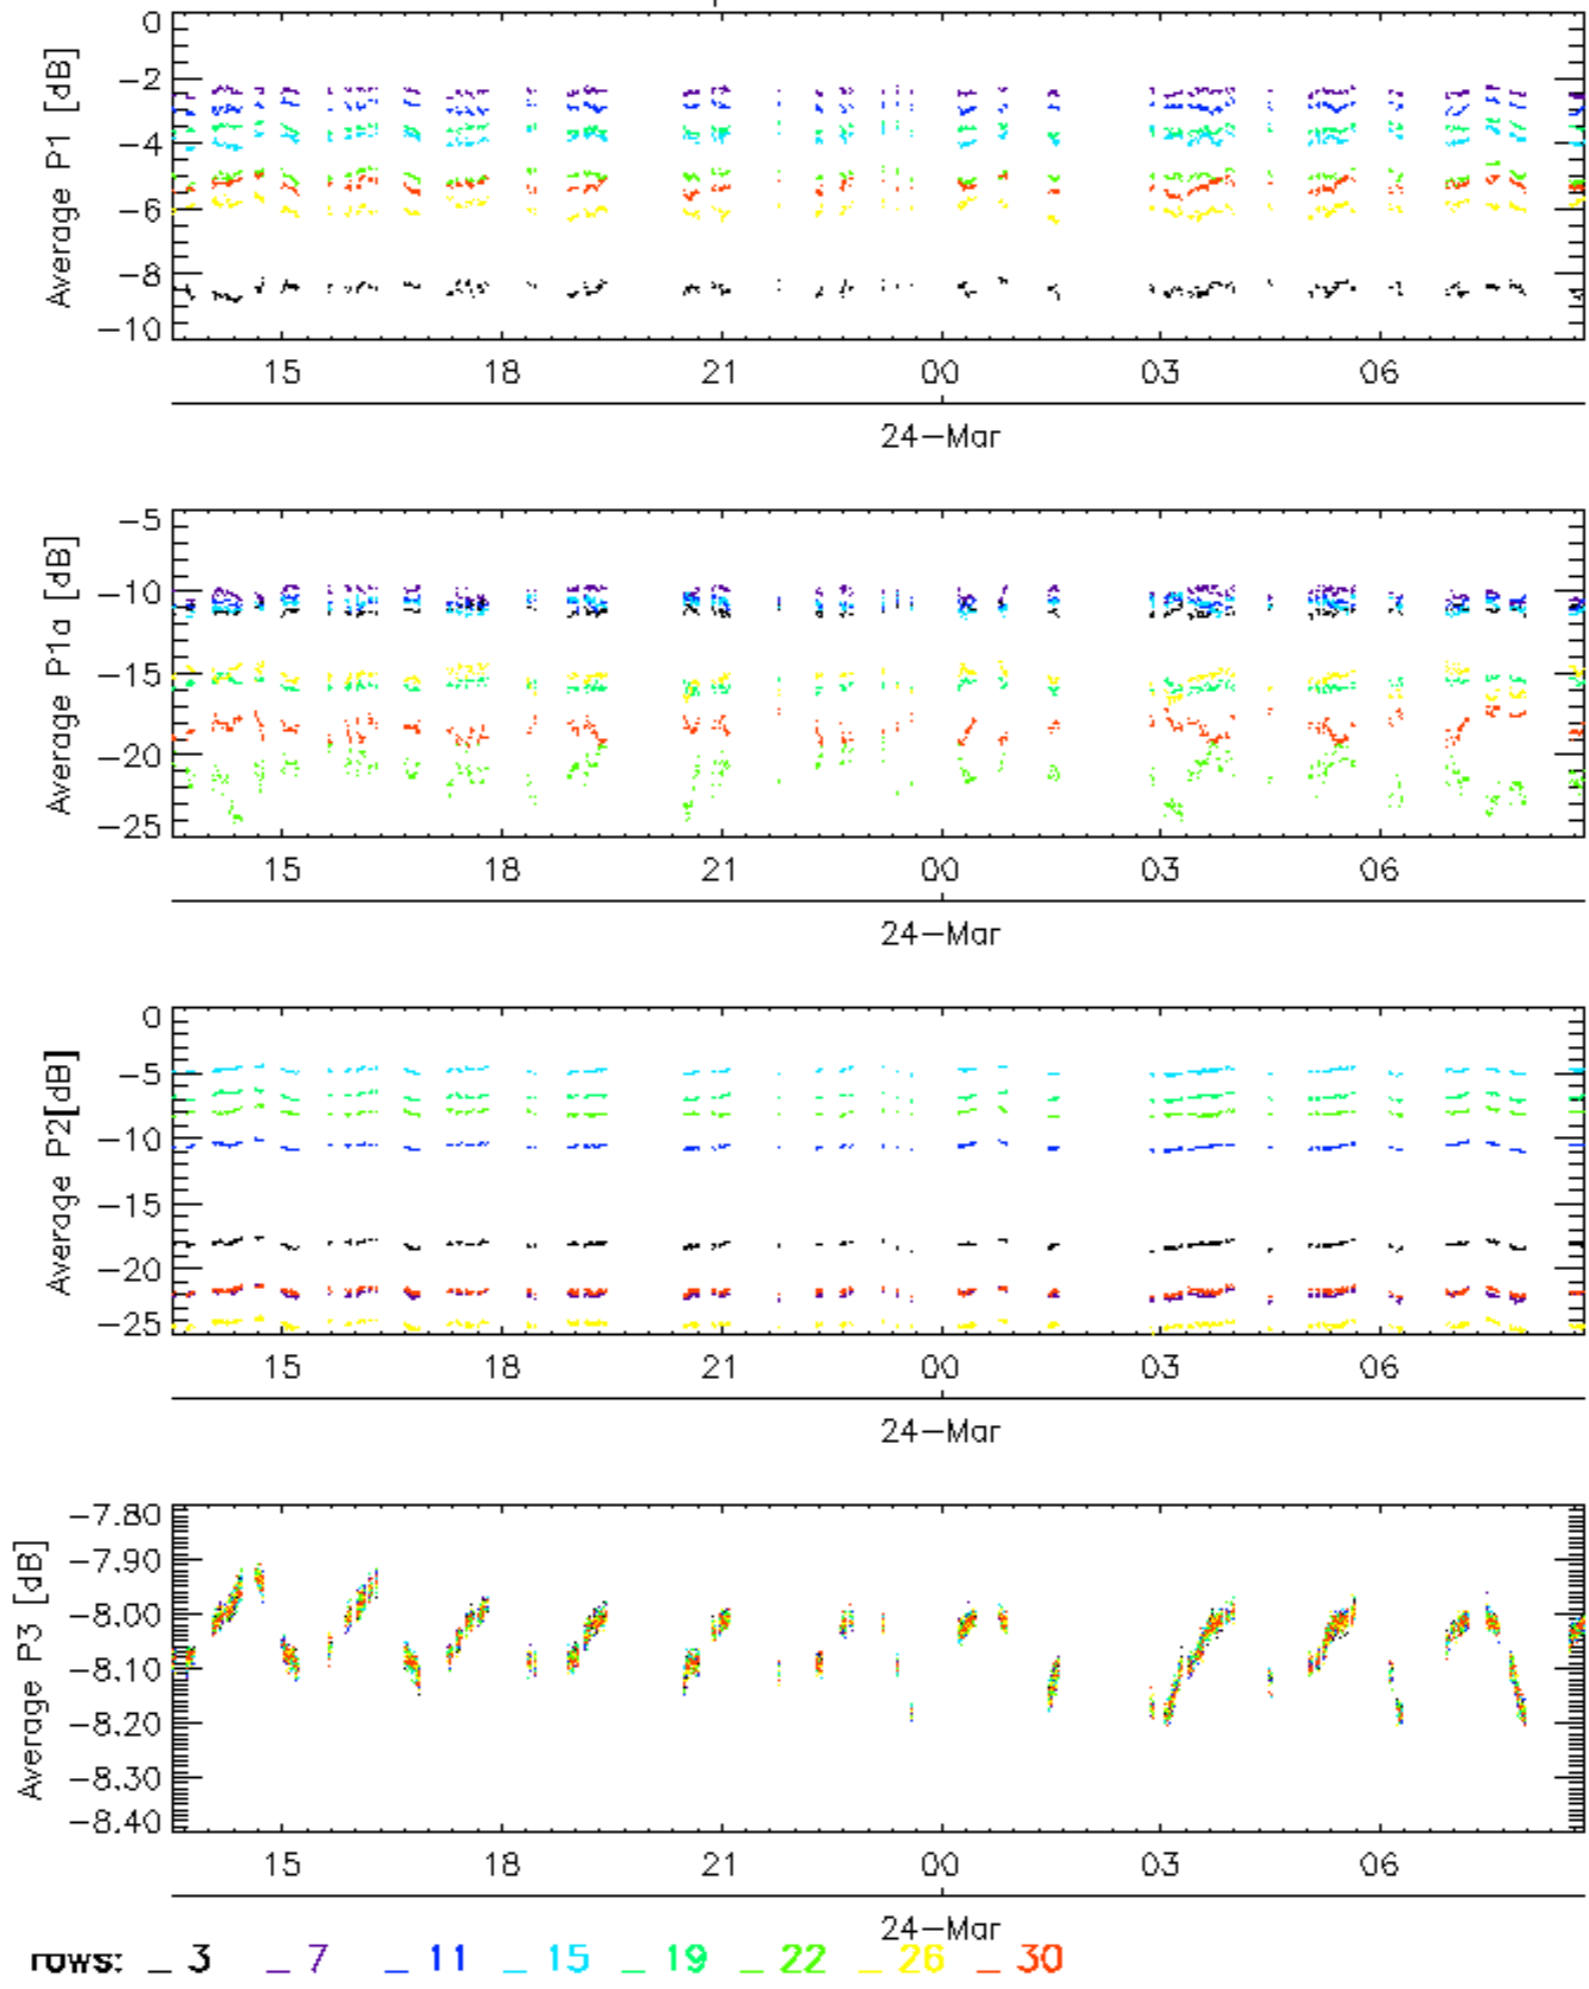 Average P1 [dB]
0
−2
−4
−6
−8
−10
15 18 21 00 03 06
24−Mar
Average P1a [dB]
−5
−10
−15
−20
−25
15 18 21 00 03 06
24−Mar
Average P2[dB]
0
−5
−10
−15
−20
−25
15 18 21 00 03 06
24−Mar
Average P3 [dB]
−7.80
−7.90
−8.00
−8.10
−8.20
−8.30
−8.40
15 18 21 00 03 06
24−Mar
rows: _ 3 _ 7 _ 11 _ 15 _ 19 _ 22 _ 26 _ 30